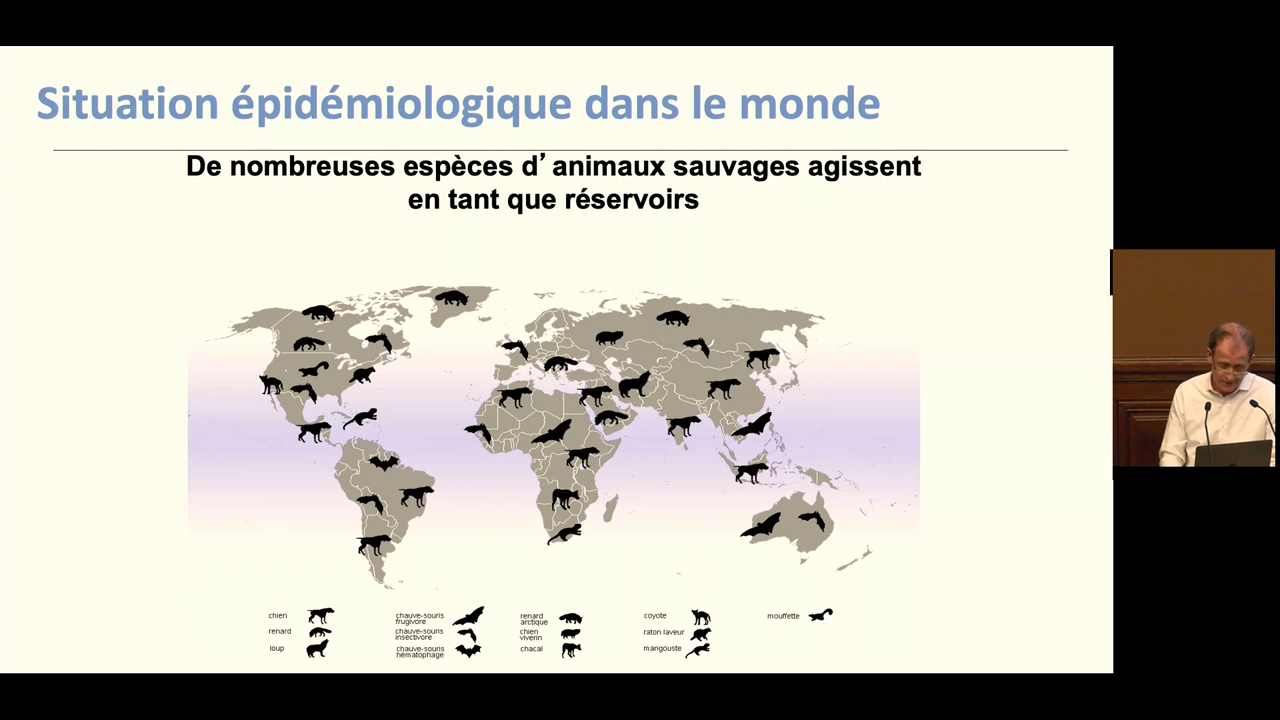 Situation épidémiologique dans le monde
De nombreuses espèces d’ animaux sauvages agissent
en tant que réservoirs
chien
renard
loup
chauve-souris
frugivore
chauve-souris
insectivore
chauve-souris
hématophage
renard
arctique
chien
viverin
chacal
coyote
raton laveur
mangouste
mouffette